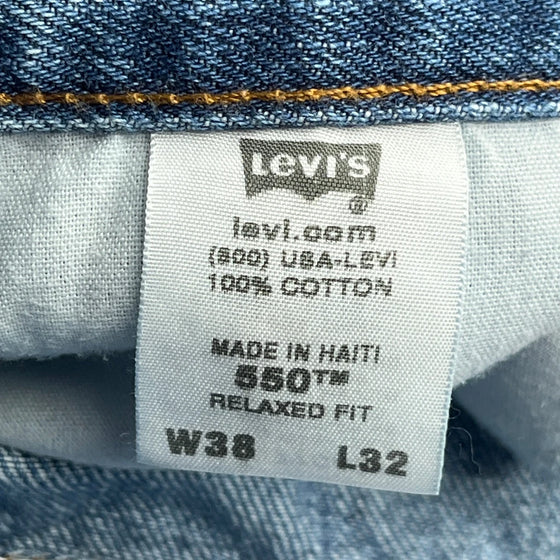 Levi's
®
levi.com
(800) USA-LEVI
100% COTTON
MADE IN HAITI
550™
RELAXED FIT
W38 L32